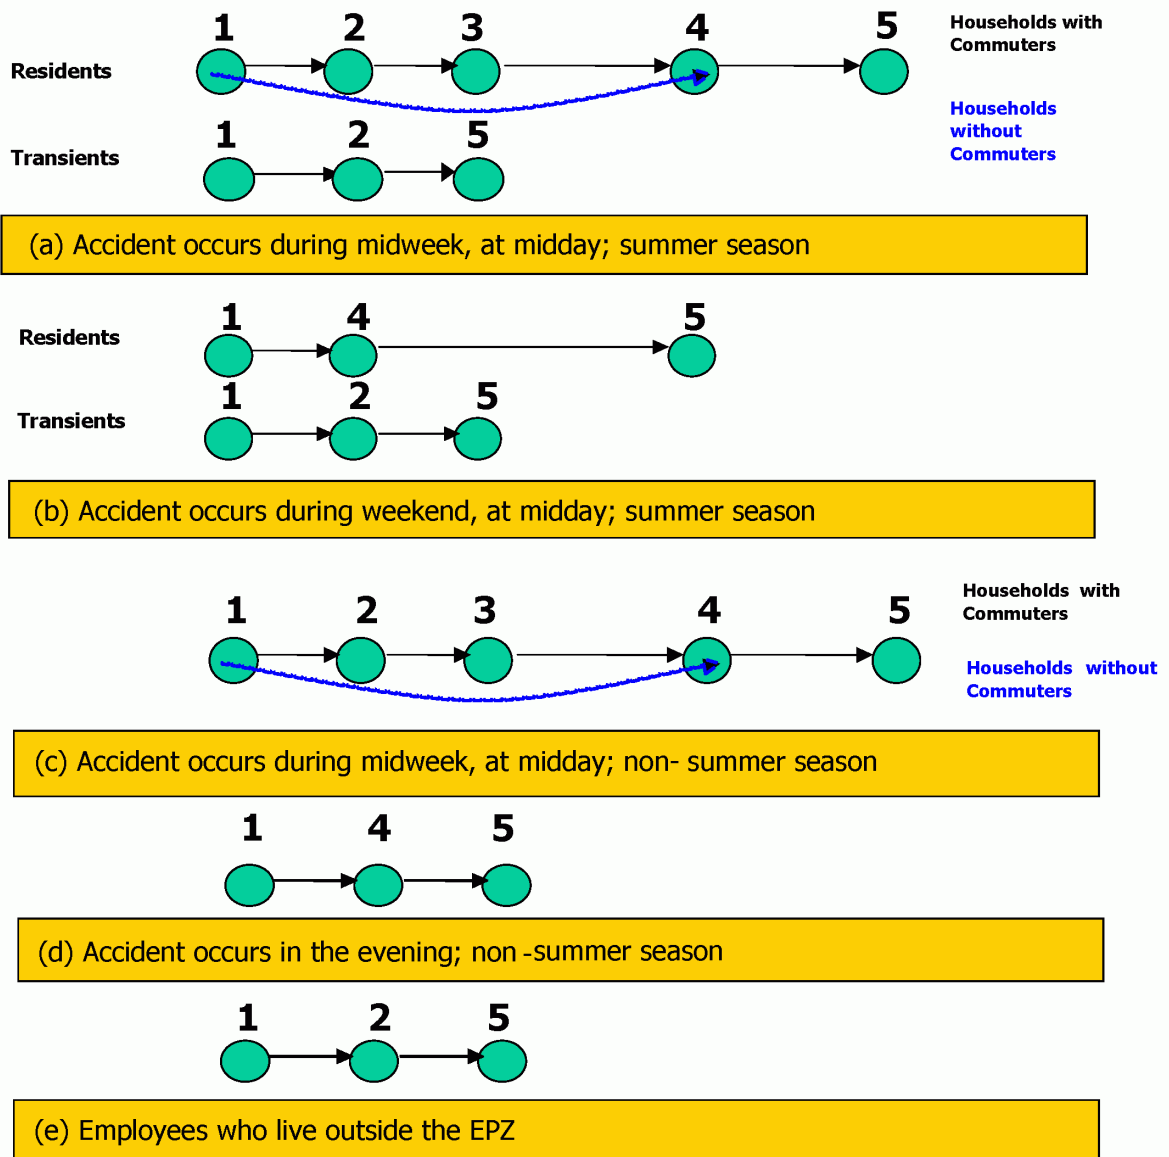 1 2 3 4 5
Households with
Commuters
Residents
Households
without
Commuters
1 2 5
Transients
(a) Accident occurs during midweek, at midday; summer season
1 4 5
Residents
1 2 5
Transients
(b) Accident occurs during weekend, at midday; summer season
Households with
Commuters
1 2 3 4 5
Households without
Commuters
(c) Accident occurs during midweek, at midday; non- summer season
1 4 5
(d) Accident occurs in the evening; non -summer season
1 2 5
(e) Employees who live outside the EPZ